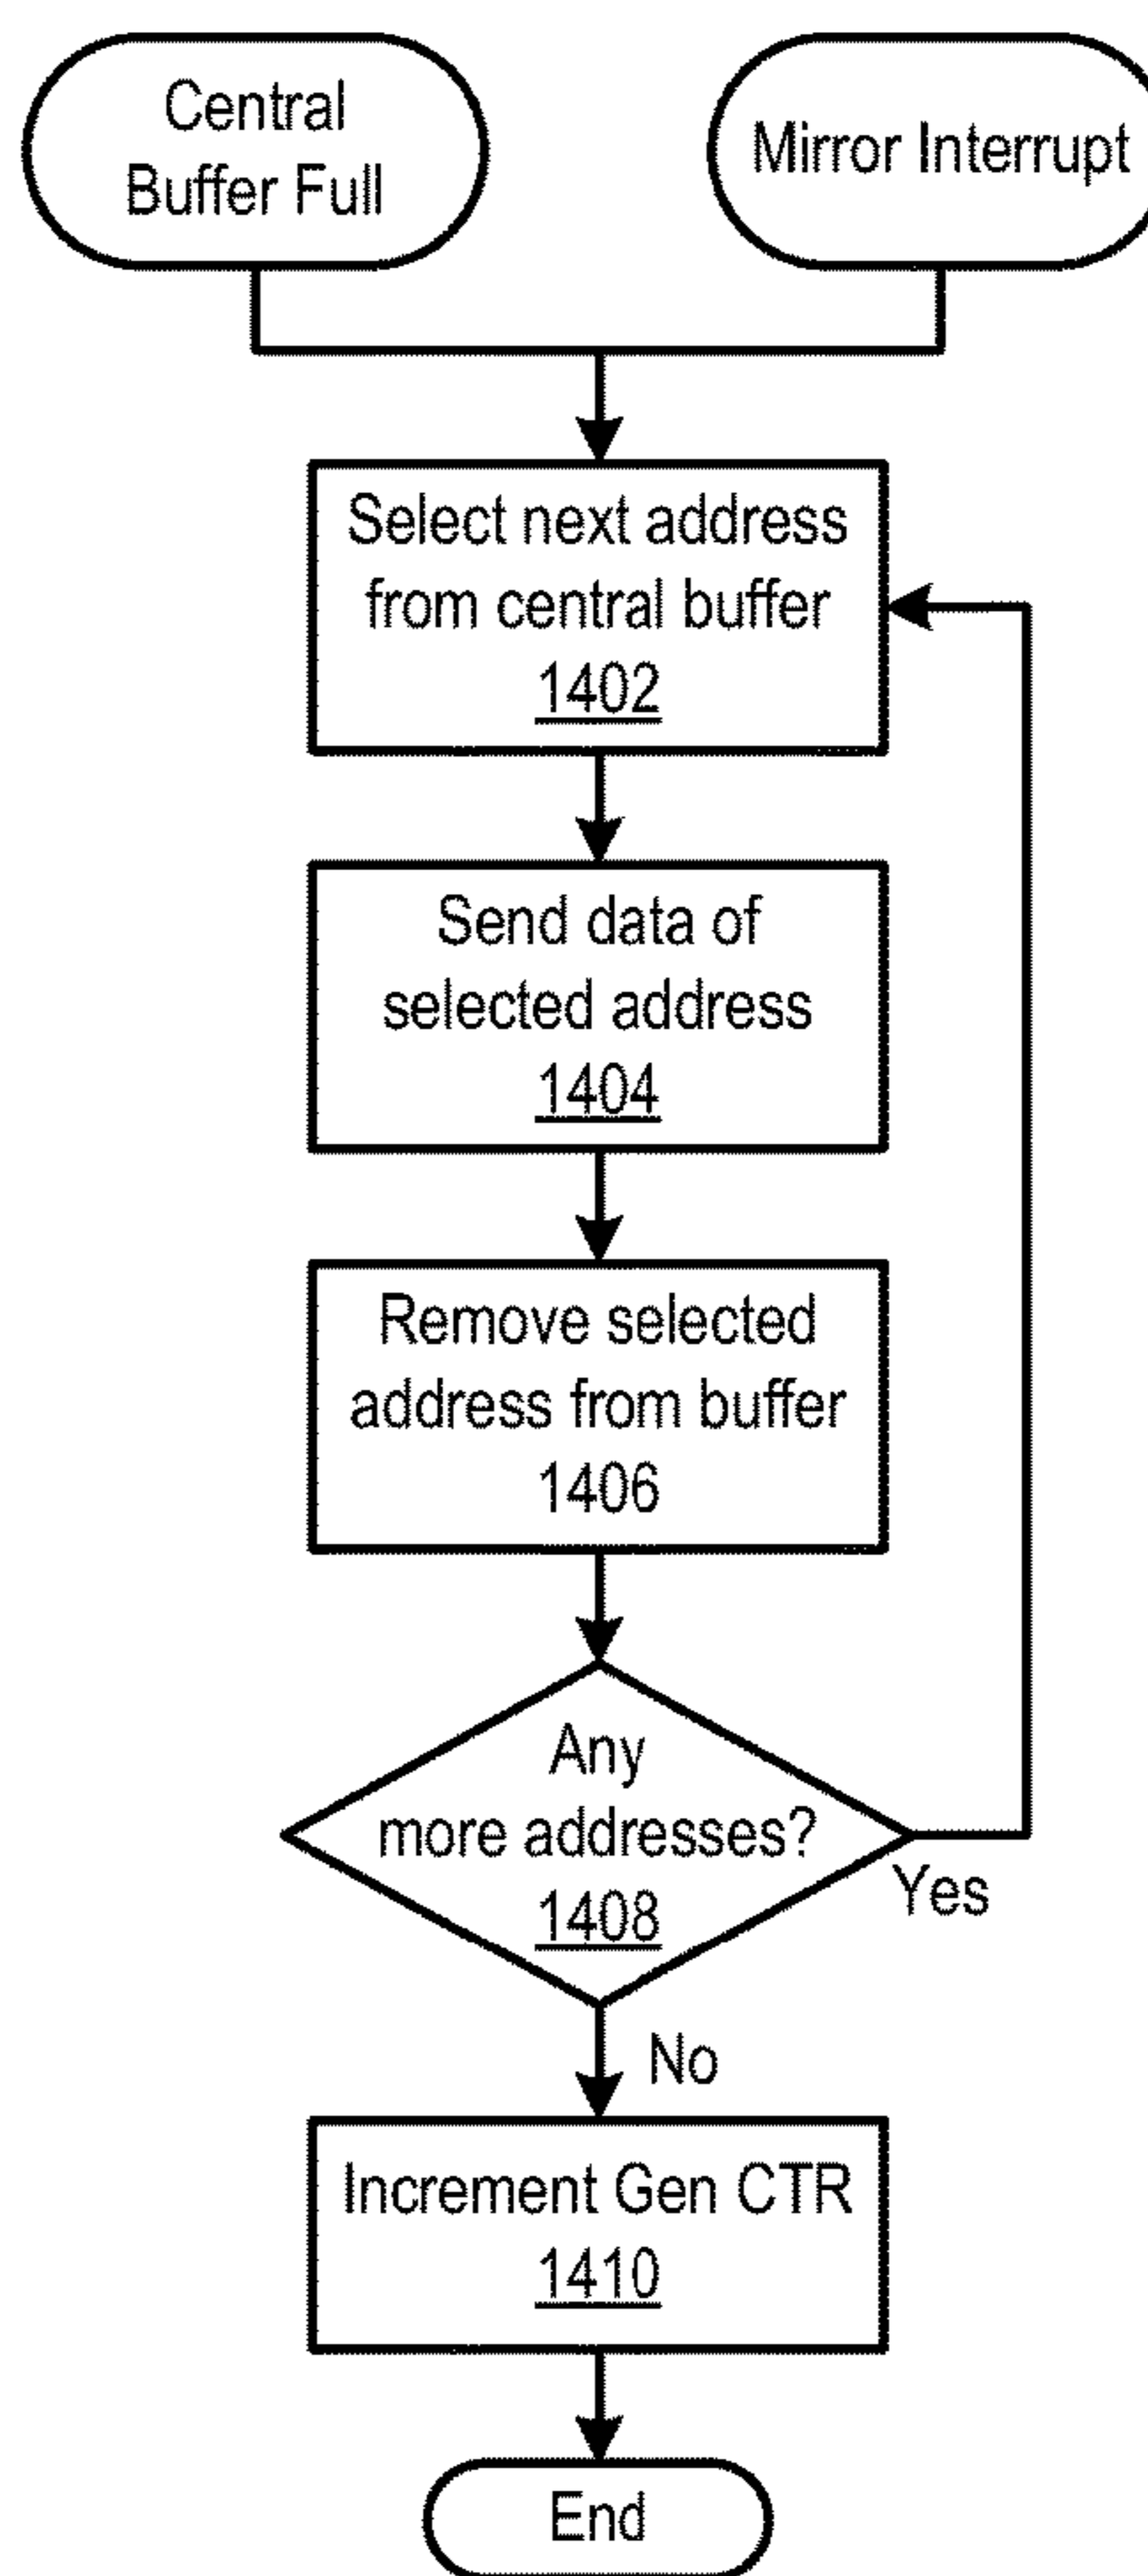 Central
Buffer Full
Mirror Interrupt
Select next address
from central buffer
1402
Send data of
selected address
1404
Remove selected
address from buffer
1406
Any
more addresses?
1408
Yes
No
Increment Gen CTR
1410
End